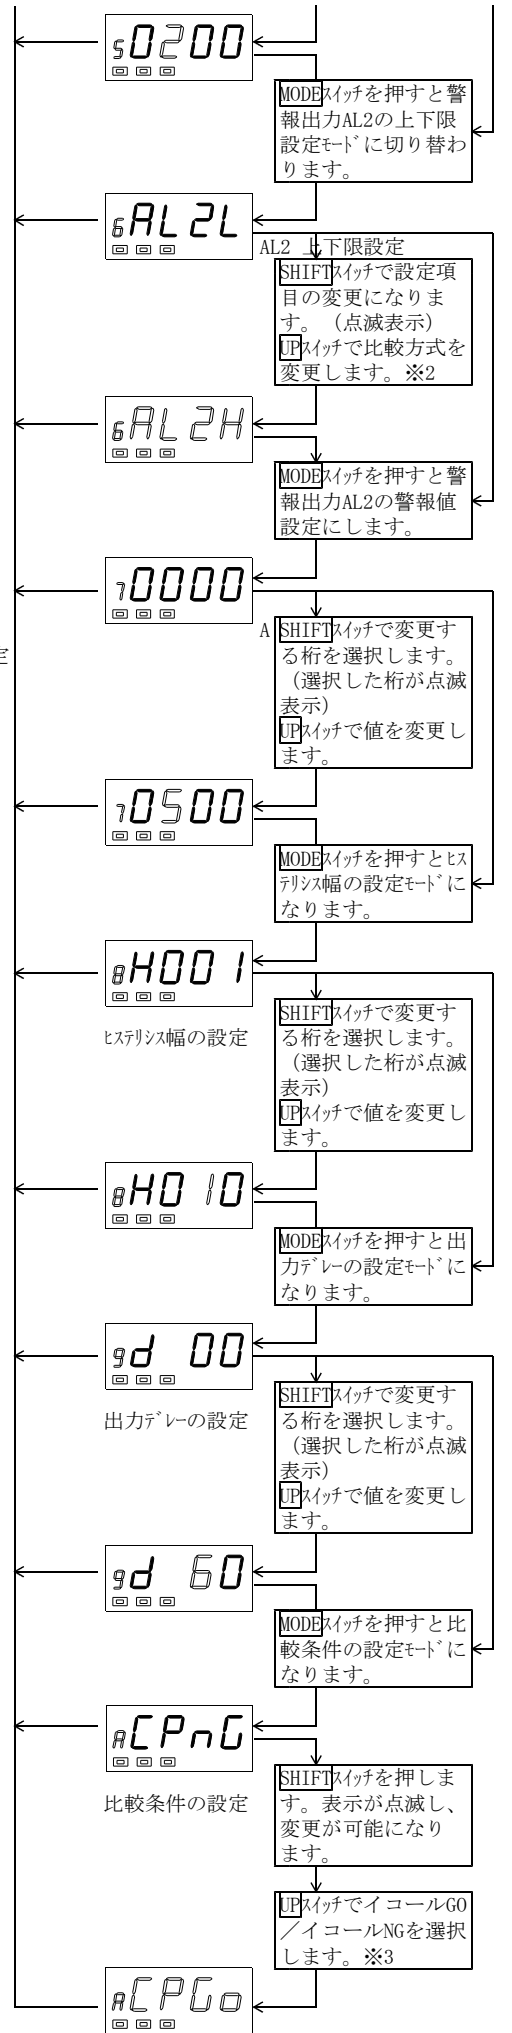 5 0200
MODEスイッチを押すと警
報出力AL2の上下限
設定モードに切り替わ
ります。
6 AL2L
AL2 上下限設定
SHIFTスイッチで設定項
目の変更になりま
す。（点滅表示）
UPスイッチで比較方式を
変更します。※2
6 AL2H
MODEスイッチを押すと警
報出力AL2の警報値
設定にします。
7 0000
A
SHIFTスイッチで変更す
る桁を選択します。
（選択した桁が点滅
表示）
UPスイッチで値を変更し
ます。
定
7 0500
MODEスイッチを押すとヒス
テリシス幅の設定モードに
なります。
8 H001
ヒステリシス幅の設定
SHIFTスイッチで変更す
る桁を選択します。
（選択した桁が点滅
表示）
UPスイッチで値を変更し
ます。
8 H010
MODEスイッチを押すと出
力デレーの設定モードに
なります。
9 d 00
出力デレーの設定
SHIFTスイッチで変更す
る桁を選択します。
（選択した桁が点滅
表示）
UPスイッチで値を変更し
ます。
9 d 60
MODEスイッチを押すと比
較条件の設定モードに
なります。
A CPnG
比較条件の設定
SHIFTスイッチを押しま
す。表示が点滅し、
変更が可能になり
ます。
UPスイッチでイコールGO
／イコールNGを選択
します。※3
A CPGo